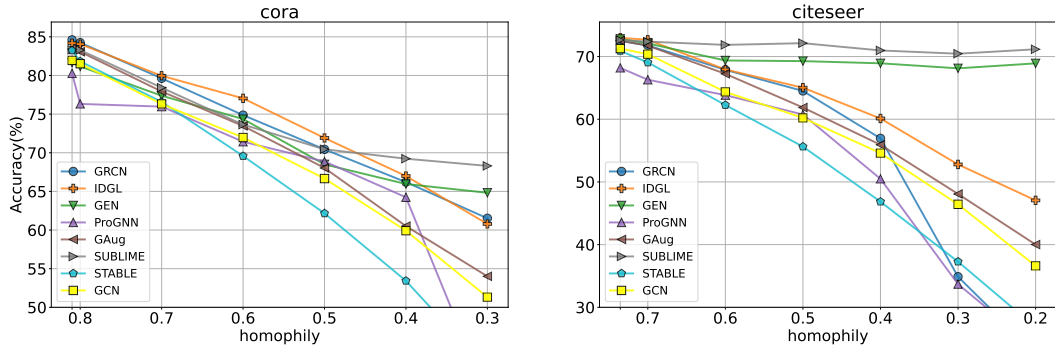 cora
Accuracy(%)
85
80
75
70
65
60
55
50
0.8
0.7
0.6
0.5
0.4
0.3
homophily
GRCN
IDGL
GEN
ProGNN
GAug
SUBLIME
STABLE
GCN
citeseer
70
60
50
40
30
0.7
0.6
0.5
0.4
0.3
0.2
homophily
GRCN
IDGL
GEN
ProGNN
GAug
SUBLIME
STABLE
GCN